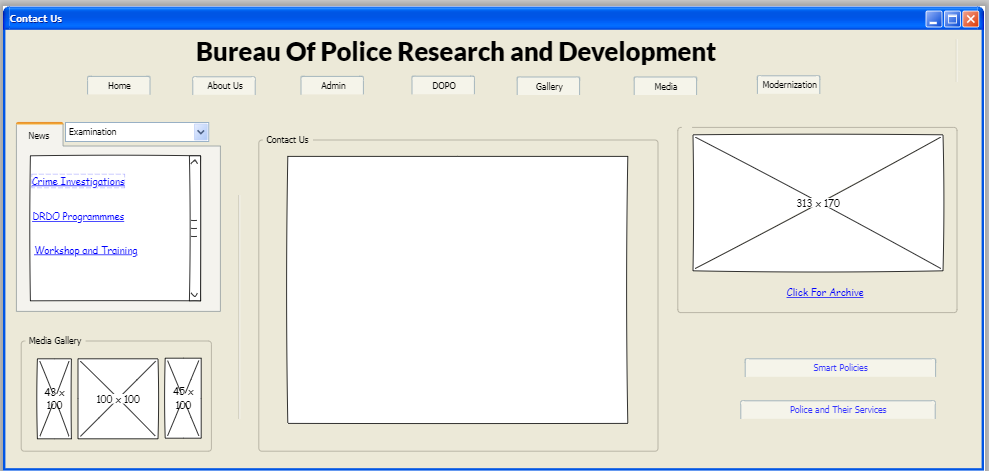 Contact Us
Bureau Of Police Research and Development
Home About Us Admin DOPO Gallery Media Modernization
News Examination
Crime Investigations
DRDO Programmmes
Workshop and Training
Contact Us
313 x 170
Click For Archive
Media Gallery
43 x
100
100 x 100
45 x
100
Smart Policies
Police and Their Services